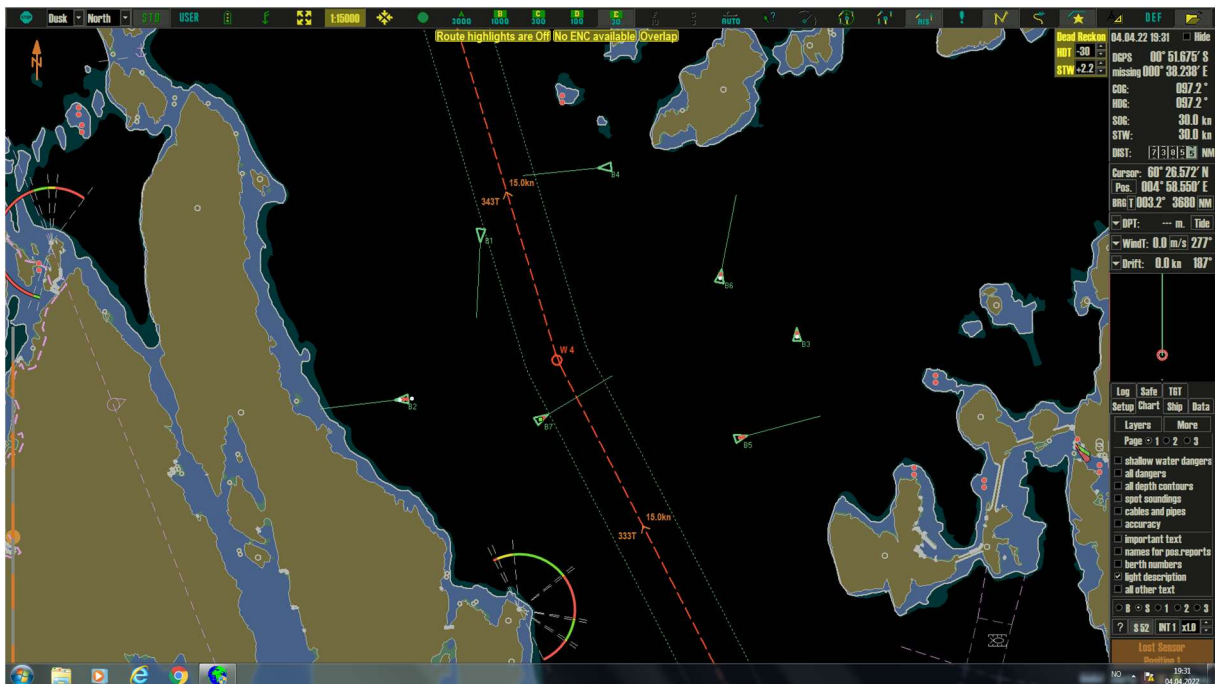 Dusk North STD USER 1:15000 A 3000 B 1000 C 300 D 100 E 30 AUTO AIS DEF
Route highlights are Off No ENC available Overlap
Dead Reckon
HDT -30
STW +2.2
04.04.22 19:31 Hide
DGPS 00° 51.675' S
missing 000° 38.238' E
COG: 097.2 °
HDG: 097.2 °
SOG: 30.0 kn
STW: 30.0 kn
DIST: NM
Cursor: 60° 26.572' N
Pos. 004° 58.550' E
BRG T 003.2° 3680 NM
DPT: --- m. Tide
WindT: 0.0 m/s 277°
Drift: 0.0 kn 187°
N
B4
15.0kn
343T
B1
B6
B3
W 4
B2
B7
B5
15.0kn
333T
Log Safe TGT
Setup Chart Ship Data
Layers More
Page 1 2 3
shallow water dangers
all dangers
all depth contours
spot soundings
cables and pipes
accuracy
important text
names for pos.reports
berth numbers
light description
all other text
B S 1 2 3
? S 52 INT 1 x1.0
Lost Sensor
Position 1
NO 19:31
04.04.2022